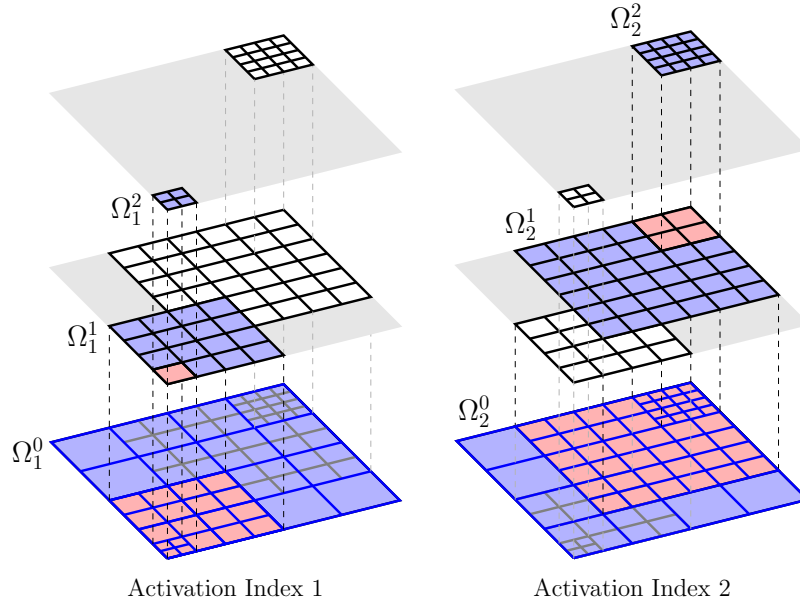 Ω₂²
Ω₁²
Ω₂¹
Ω₁¹
Ω₂⁰
Ω₁⁰
Activation Index 1
Activation Index 2